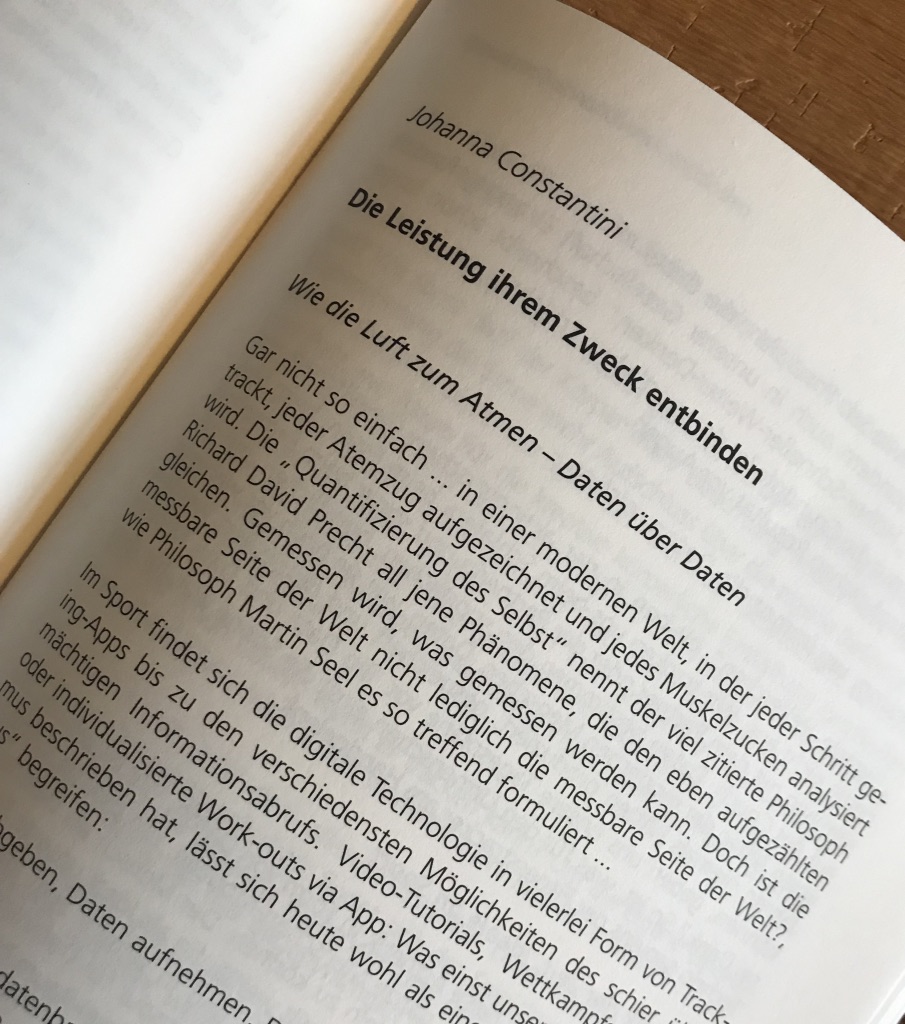 Johanna Constantini
Die Leistung ihrem Zweck entbinden
Wie die Luft zum Atmen – Daten über Daten
Gar nicht so einfach ... in einer modernen Welt, in der jeder Schritt ge-
trackt, jeder Atemzug aufgezeichnet und jedes Muskelzucken analysiert
wird. Die „Quantifizierung des Selbst“ nennt der viel zitierte Philosoph
Richard David Precht all jene Phänomene, die den eben aufgezählten
gleichen. Gemessen wird, was gemessen werden kann. Doch ist die
messbare Seite der Welt nicht lediglich die messbare Seite der Welt?,
wie Philosoph Martin Seel es so treffend formuliert ...
Im Sport findet sich die digitale Technologie in vielerlei Form von Track-
ing-Apps bis zu den verschiedensten Möglichkeiten des schier
mächtigen Informationsabrufs. Video-Tutorials,
oder individualisierte Work-outs via App: Was einst
mus beschrieben hat, lässt sich heute wohl als
begreifen:
Daten aufnehmen,